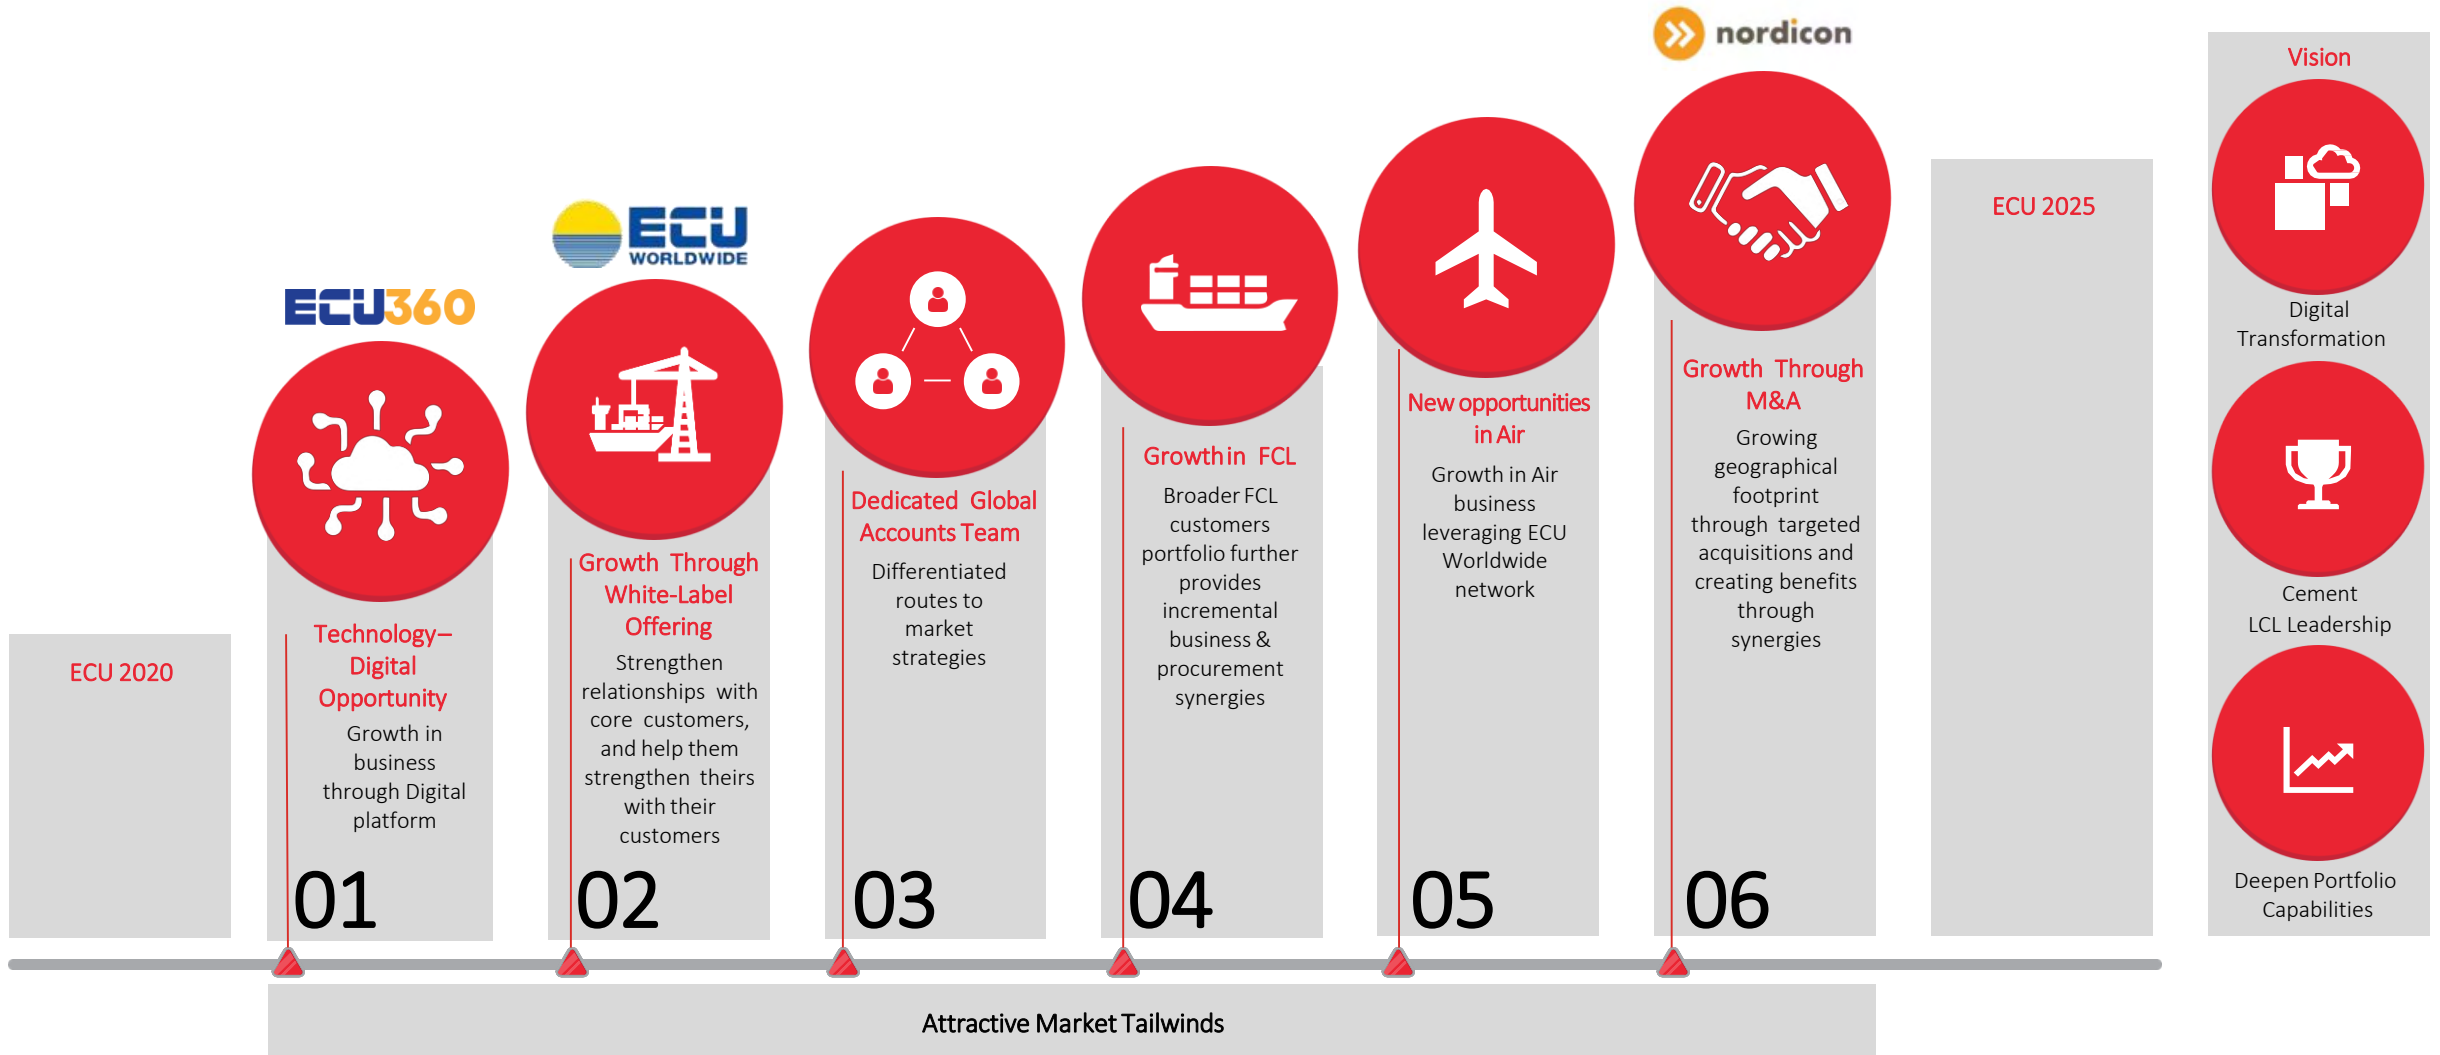 ECU 2020
ECU360
Technology–
Digital
Opportunity
Growth in
business
through Digital
platform
01
ECU
WORLDWIDE
Growth Through
White-Label
Offering
Strengthen
relationships with
core customers,
and help them
strengthen theirs
with their
customers
02
Dedicated Global
Accounts Team
Differentiated
routes to
market
strategies
03
Growth in FCL
Broader FCL
customers
portfolio further
provides
incremental
business &
procurement
synergies
04
New opportunities
in Air
Growth in Air
business
leveraging ECU
Worldwide
network
05
nordicon
Growth Through
M&A
Growing
geographical
footprint
through targeted
acquisitions and
creating benefits
through
synergies
06
ECU 2025
Vision
Digital
Transformation
Cement
LCL Leadership
Deepen Portfolio
Capabilities
Attractive Market Tailwinds